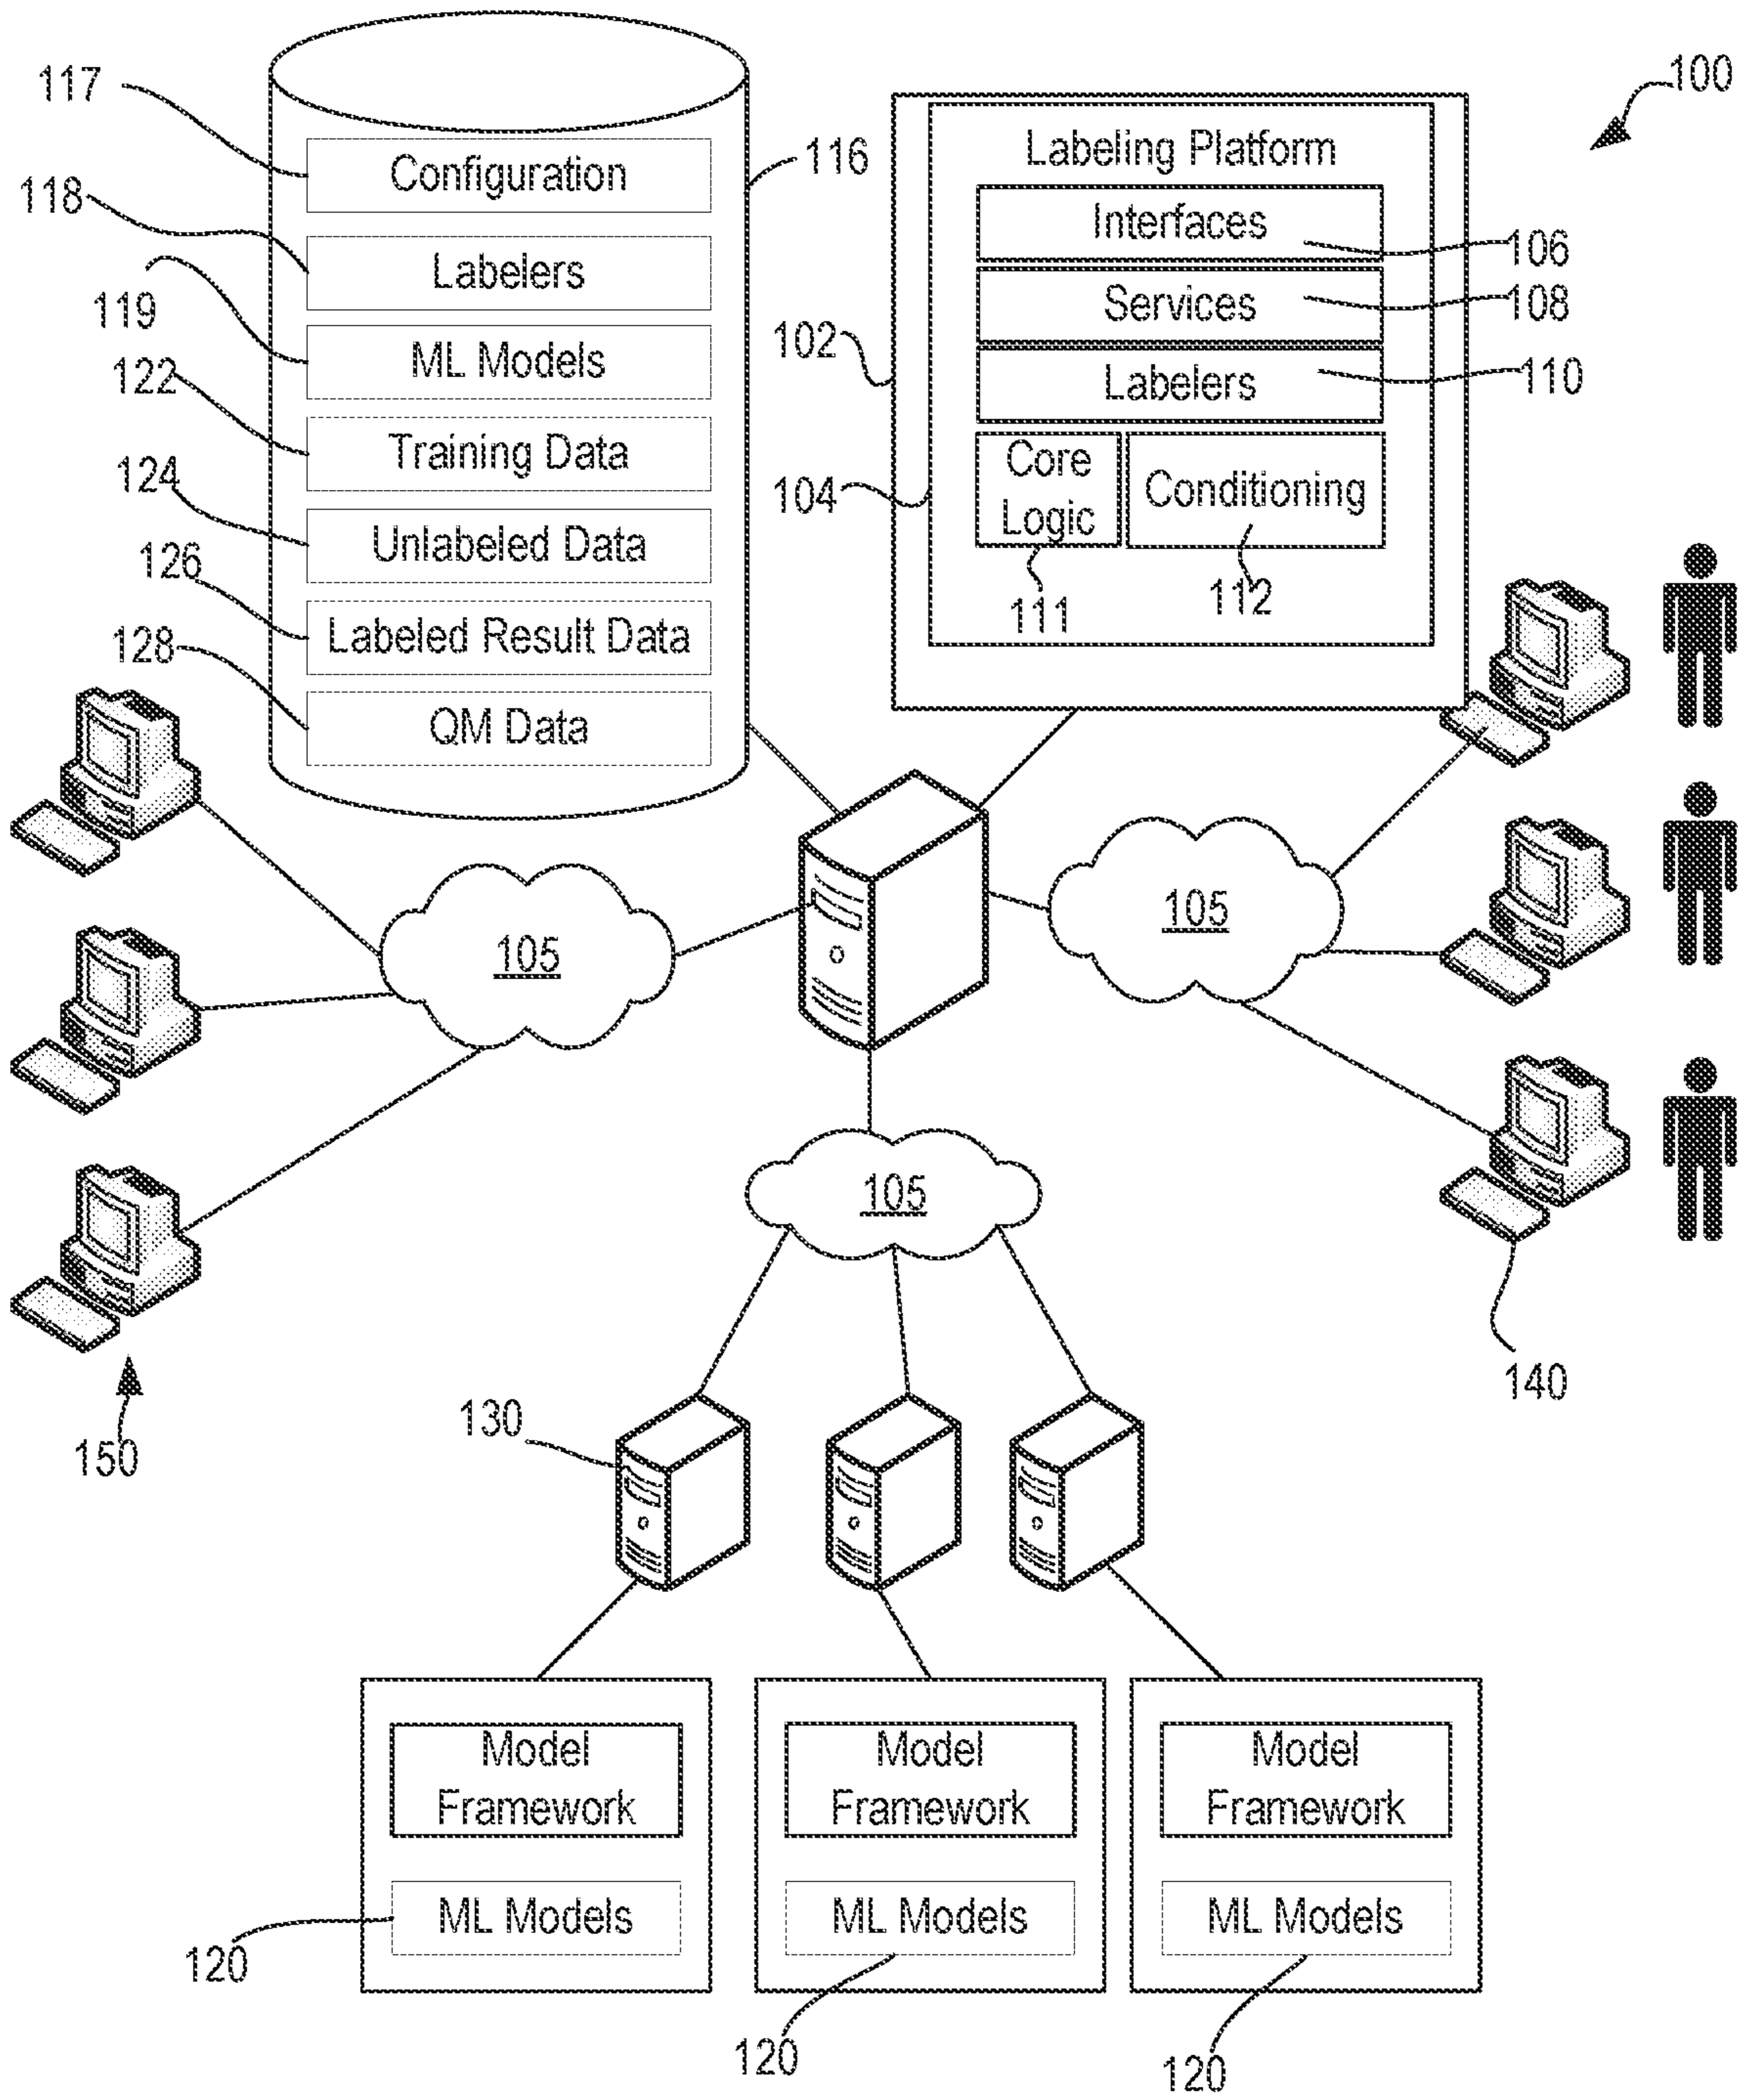 100
117
Configuration
116
Labeling Platform
118
Labelers
Interfaces
106
119
ML Models
Services
108
102
122
Training Data
Labelers
110
124
Unlabeled Data
104
Core
Logic
Conditioning
126
Labeled Result Data
111
112
128
QM Data
105
105
105
130
140
150
Model
Framework
Model
Framework
Model
Framework
ML Models
ML Models
ML Models
120
120
120